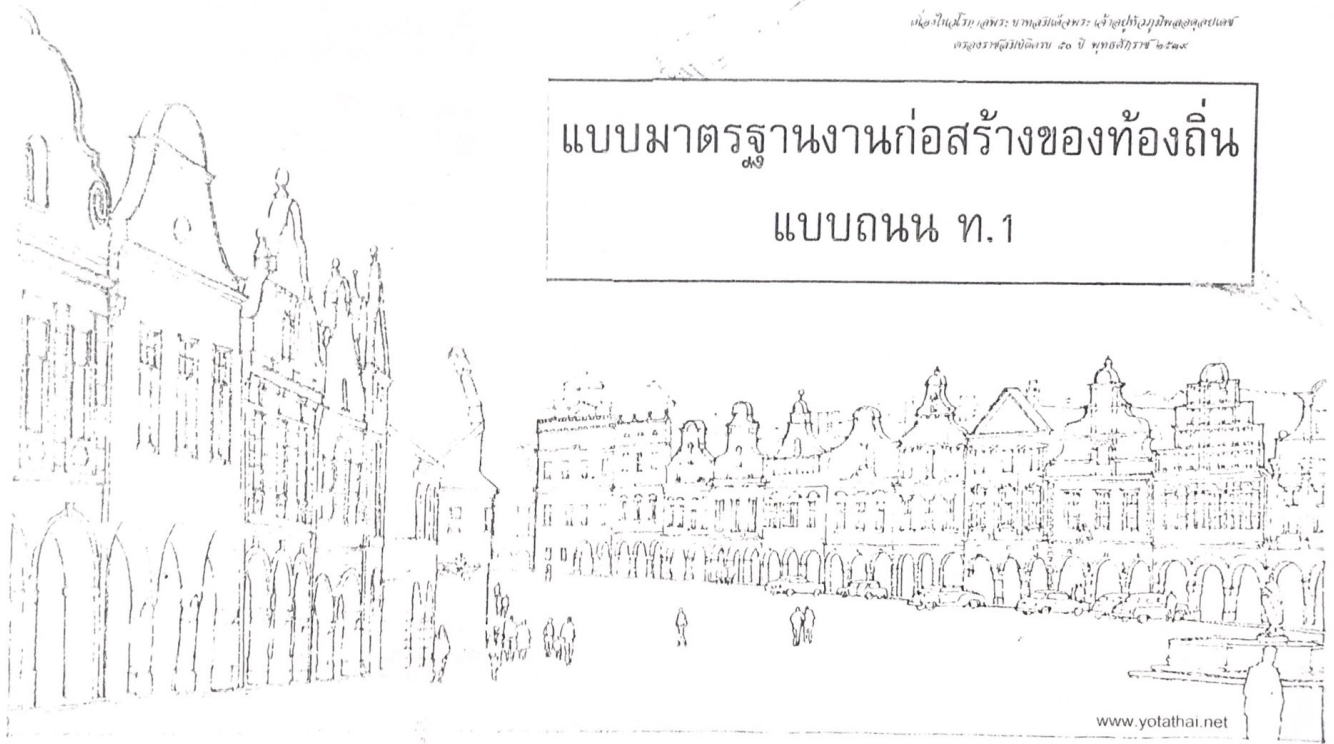 เนื่องในวโรกาสพระบาทสมเด็จพระเจ้าอยู่หัวภูมิพลอดุลยเดช
ครองราชสมบัติครบ ๕๐ ปี พุทธศักราช ๒๕๓๙
แบบมาตรฐานงานก่อสร้างของท้องถิ่น
แบบถนน ท.1
www.yotathai.net